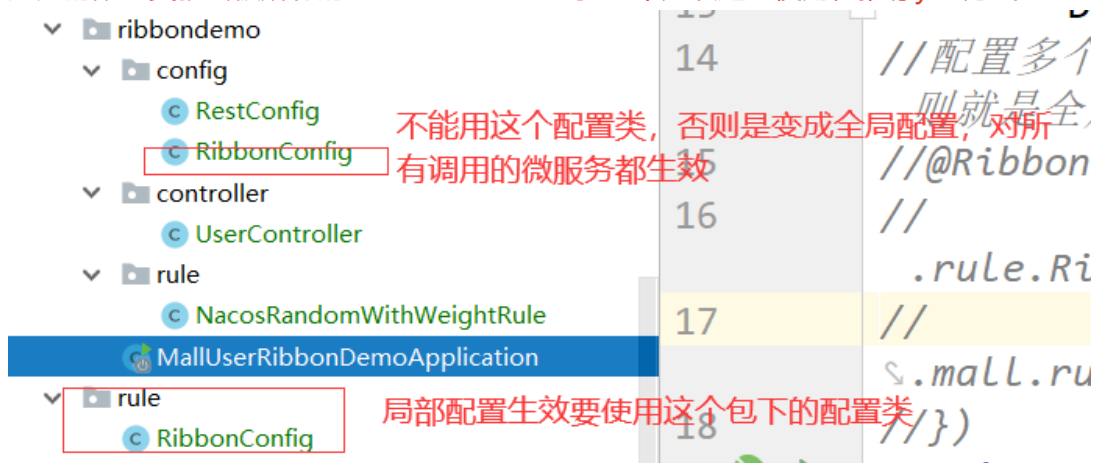 ribbondemo
config
RestConfig
RibbonConfig
controller
UserController
rule
NacosRandomWithWeightRule
MallUserRibbonDemoApplication
rule
RibbonConfig
不能用这个配置类，否则是变成全局配置，对所
有调用的微服务都生效
局部配置生效要使用这个包下的配置类
14 //配置多个
则就是全
15 //@Ribbon
16 //
.rule.Ri
17 //
.mall.ru
18 //})